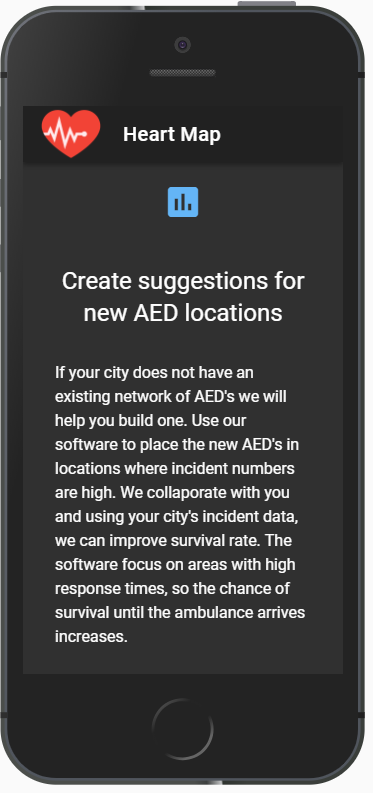 Heart Map
Create suggestions for
new AED locations
If your city does not have an
existing network of AED's we will
help you build one. Use our
software to place the new AED's in
locations where incident numbers
are high. We collaporate with you
and using your city's incident data,
we can improve survival rate. The
software focus on areas with high
response times, so the chance of
survival until the ambulance arrives
increases.